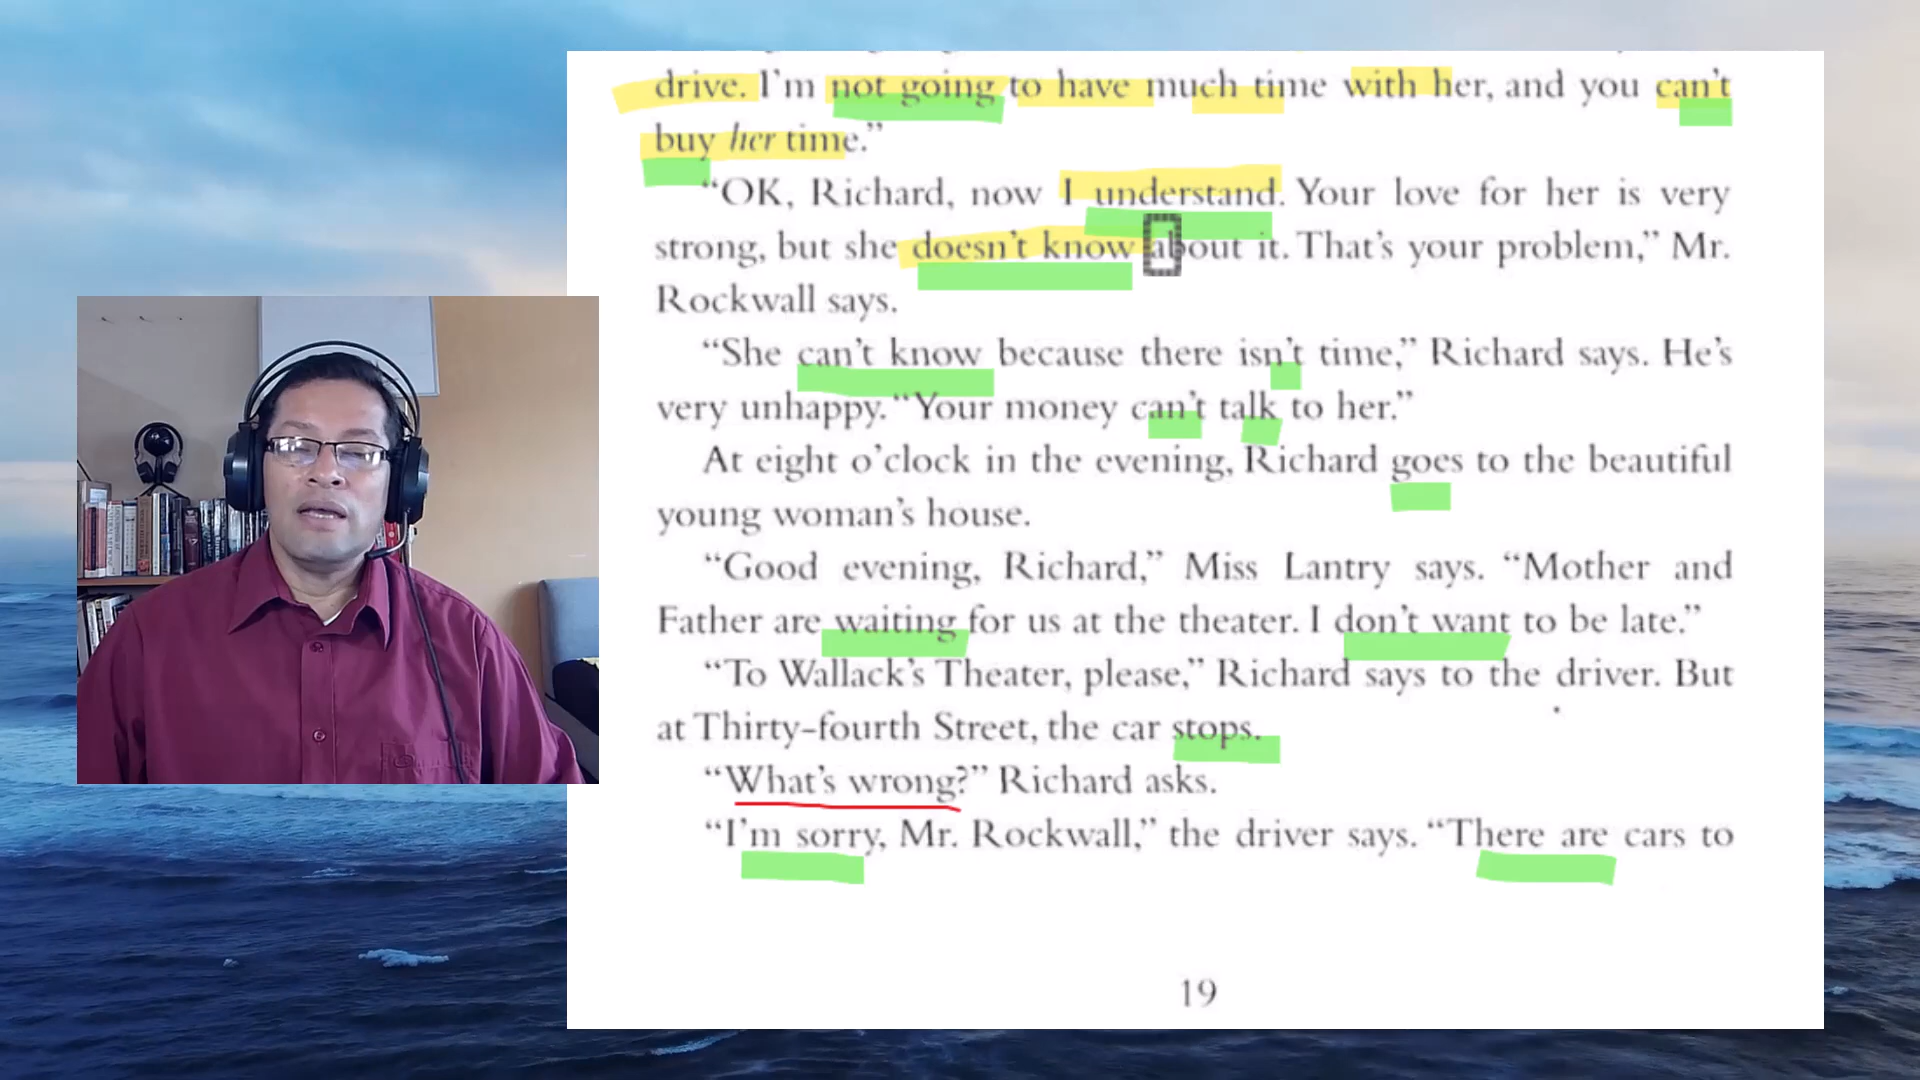 drive. I'm not going to have much time with her, and you can't
buy her time.”
“OK, Richard, now I understand. Your love for her is very
strong, but she doesn't know about it. That's your problem,” Mr.
Rockwall says.
“She can't know because there isn't time,” Richard says. He's
very unhappy. “Your money can't talk to her.”
At eight o'clock in the evening, Richard goes to the beautiful
young woman's house.
“Good evening, Richard,” Miss Lantry says. “Mother and
Father are waiting for us at the theater. I don't want to be late.”
“To Wallack's Theater, please,” Richard says to the driver. But
at Thirty-fourth Street, the car stops.
“What's wrong?” Richard asks.
“I'm sorry, Mr. Rockwall,” the driver says. “There are cars to
19